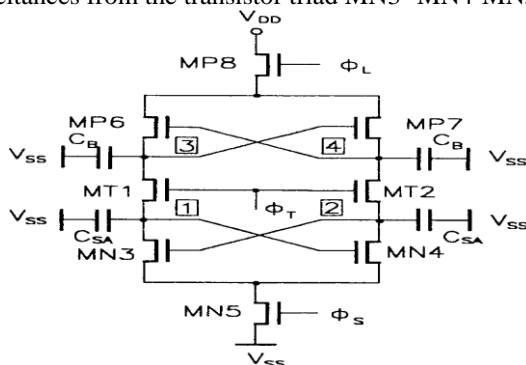 citances from the transistor triad MN3- MN4-MN5
VDD
MP8 ΦL
MP6 MP7
CB 3 4 CB
VSS VSS
MT1 MT2
VSS 1 ΦT 2 VSS
CSA CSA
MN3 MN4
MN5 ΦS
VSS